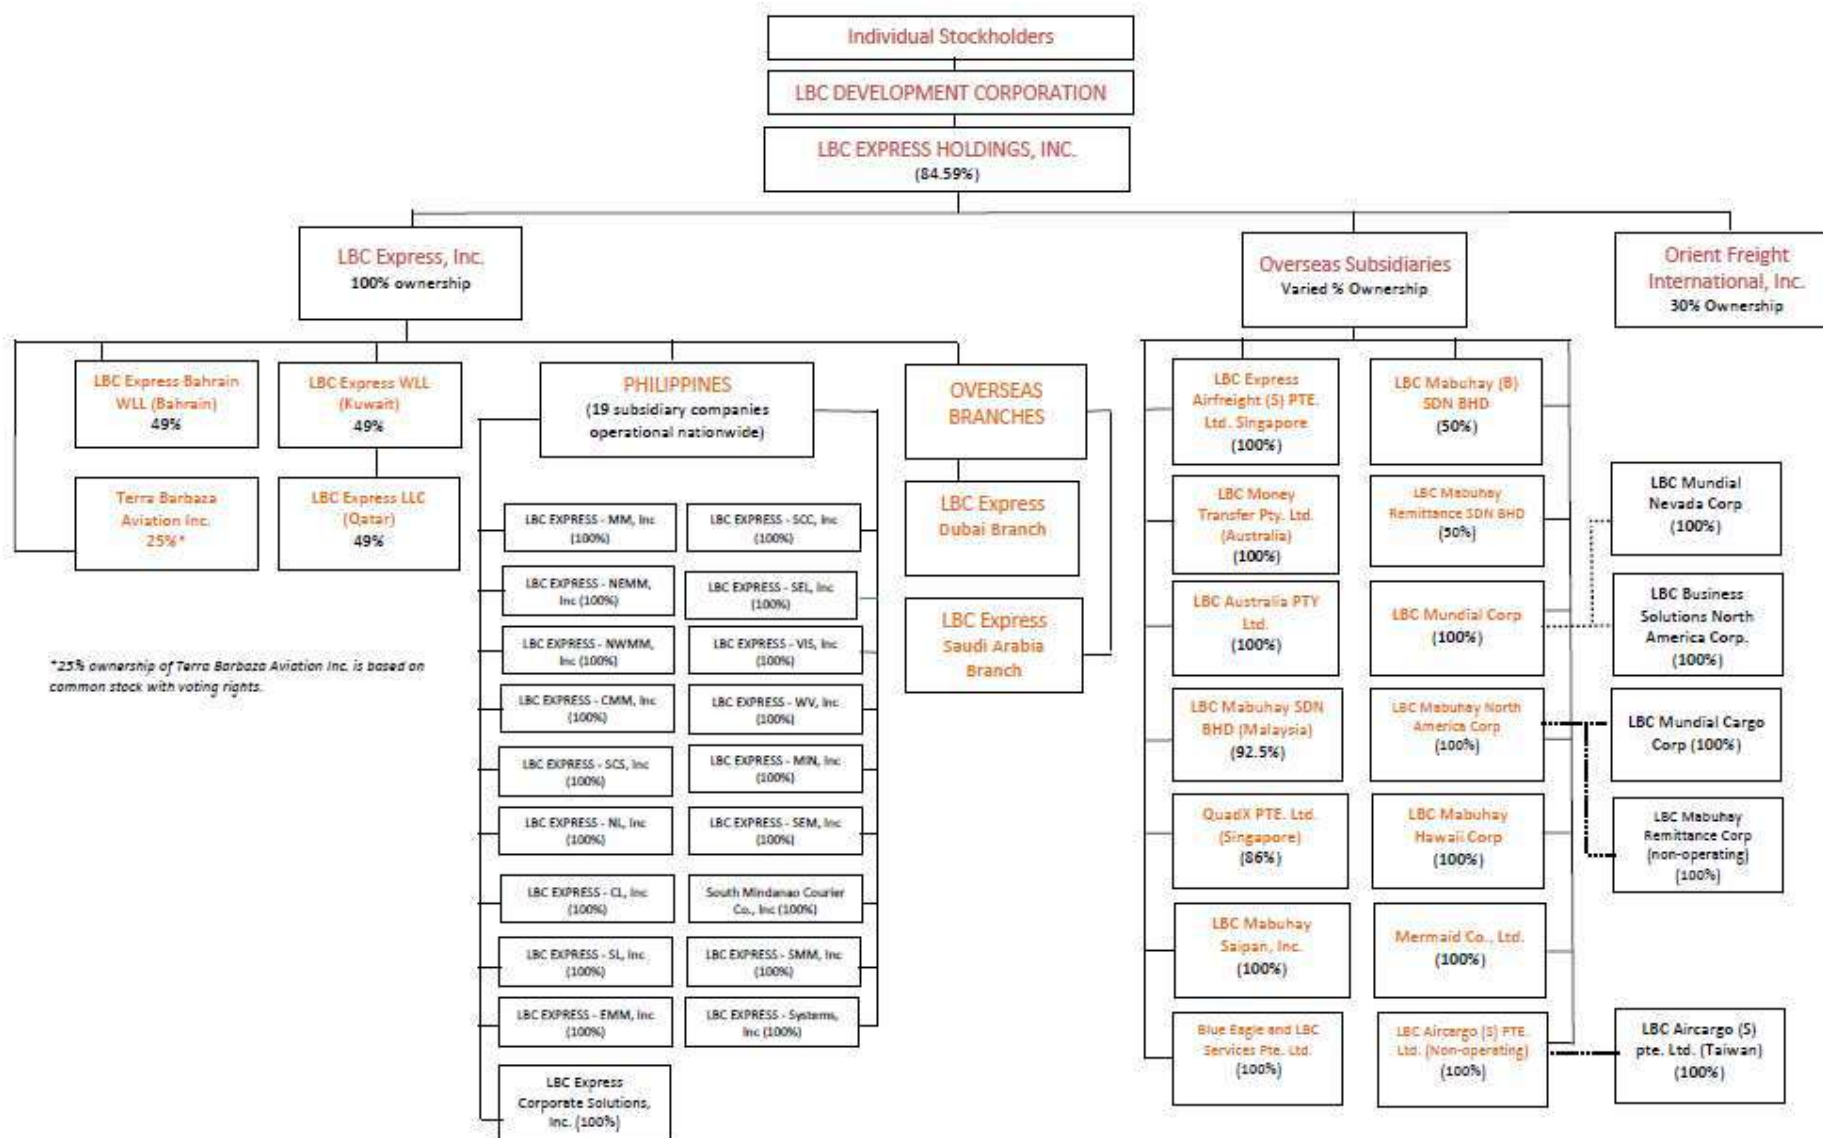 Individual Stockholders
LBC DEVELOPMENT CORPORATION
LBC EXPRESS HOLDINGS, INC.
(84.59%)
LBC Express, Inc.
100% ownership
Overseas Subsidiaries
Varied % Ownership
Orient Freight
International, Inc.
30% Ownership
LBC Express Bahrain
WLL (Bahrain)
49%
LBC Express WLL
(Kuwait)
49%
Terra Barbaza
Aviation Inc.
25%*
LBC Express LLC
(Qatar)
49%
*25% ownership of Terra Barbaza Aviation Inc. is based on
common stock with voting rights.
PHILIPPINES
(19 subsidiary companies
operational nationwide)
LBC EXPRESS - MM, Inc
(100%)
LBC EXPRESS - SCC, Inc
(100%)
LBC EXPRESS - NEMM,
Inc (100%)
LBC EXPRESS - SEL, Inc
(100%)
LBC EXPRESS - NWMM,
Inc (100%)
LBC EXPRESS - VIS, Inc
(100%)
LBC EXPRESS - CMM, Inc
(100%)
LBC EXPRESS - WV, Inc
(100%)
LBC EXPRESS - SCS, Inc
(100%)
LBC EXPRESS - MIN, Inc
(100%)
LBC EXPRESS - NL, Inc
(100%)
LBC EXPRESS - SEM, Inc
(100%)
LBC EXPRESS - CL, Inc
(100%)
South Mindanao Courier
Co., Inc (100%)
LBC EXPRESS - SL, Inc
(100%)
LBC EXPRESS - SMM, Inc
(100%)
LBC EXPRESS - EMM, Inc
(100%)
LBC EXPRESS - Systems,
Inc (100%)
LBC Express
Corporate Solutions,
Inc. (100%)
OVERSEAS
BRANCHES
LBC Express
Dubai Branch
LBC Express
Saudi Arabia
Branch
LBC Express
Airfreight (S) PTE.
Ltd. Singapore
(100%)
LBC Mabuhay (B)
SDN BHD
(50%)
LBC Money
Transfer Pty. Ltd.
(Australia)
(100%)
LBC Mabuhay
Remittance SDN BHD
(50%)
LBC Australia PTY
Ltd.
(100%)
LBC Mundial Corp
(100%)
LBC Mabuhay SDN
BHD (Malaysia)
(92.5%)
LBC Mabuhay North
America Corp
(100%)
QuadX PTE. Ltd.
(Singapore)
(86%)
LBC Mabuhay
Hawaii Corp
(100%)
LBC Mabuhay
Saipan, Inc.
(100%)
Mermaid Co., Ltd.
(100%)
Blue Eagle and LBC
Services Pte. Ltd.
(100%)
LBC Aircargo (S) PTE.
Ltd. (Non-operating)
(100%)
LBC Mundial
Nevada Corp
(100%)
LBC Business
Solutions North
America Corp.
(100%)
LBC Mundial Cargo
Corp (100%)
LBC Mabuhay
Remittance Corp
(non-operating)
(100%)
LBC Aircargo (S)
pte. Ltd. (Taiwan)
(100%)